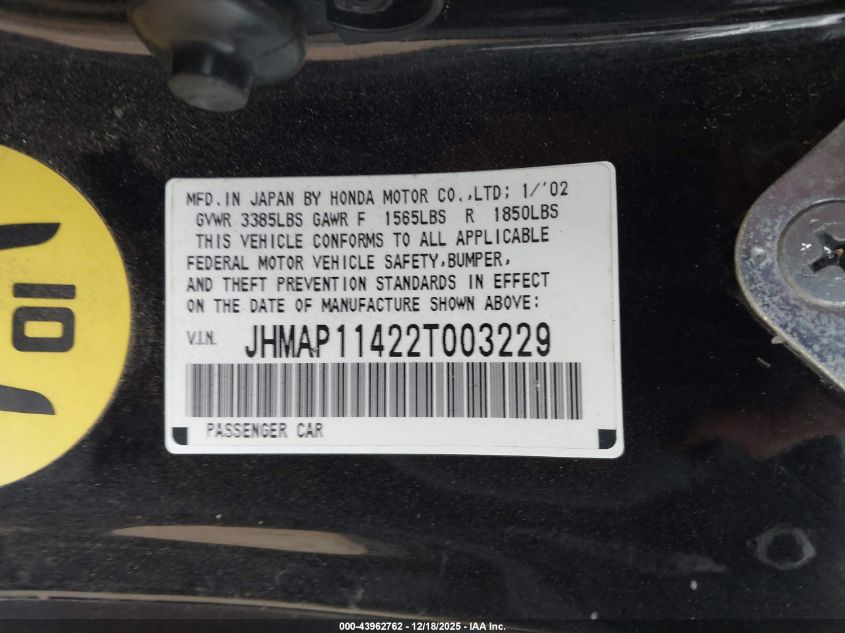 MFD.IN JAPAN BY HONDA MOTOR CO.,LTD; 1/'02
GVWR 3385LBS GAWR F 1565LBS R 1850LBS
THIS VEHICLE CONFORMS TO ALL APPLICABLE
FEDERAL MOTOR VEHICLE SAFETY,BUMPER,
AND THEFT PREVENTION STANDARDS IN EFFECT
ON THE DATE OF MANUFACTURE SHOWN ABOVE:
V.I.N. JHMAP11422T003229
PASSENGER CAR
000-43962762 - 12/18/2025 - IAA Inc.